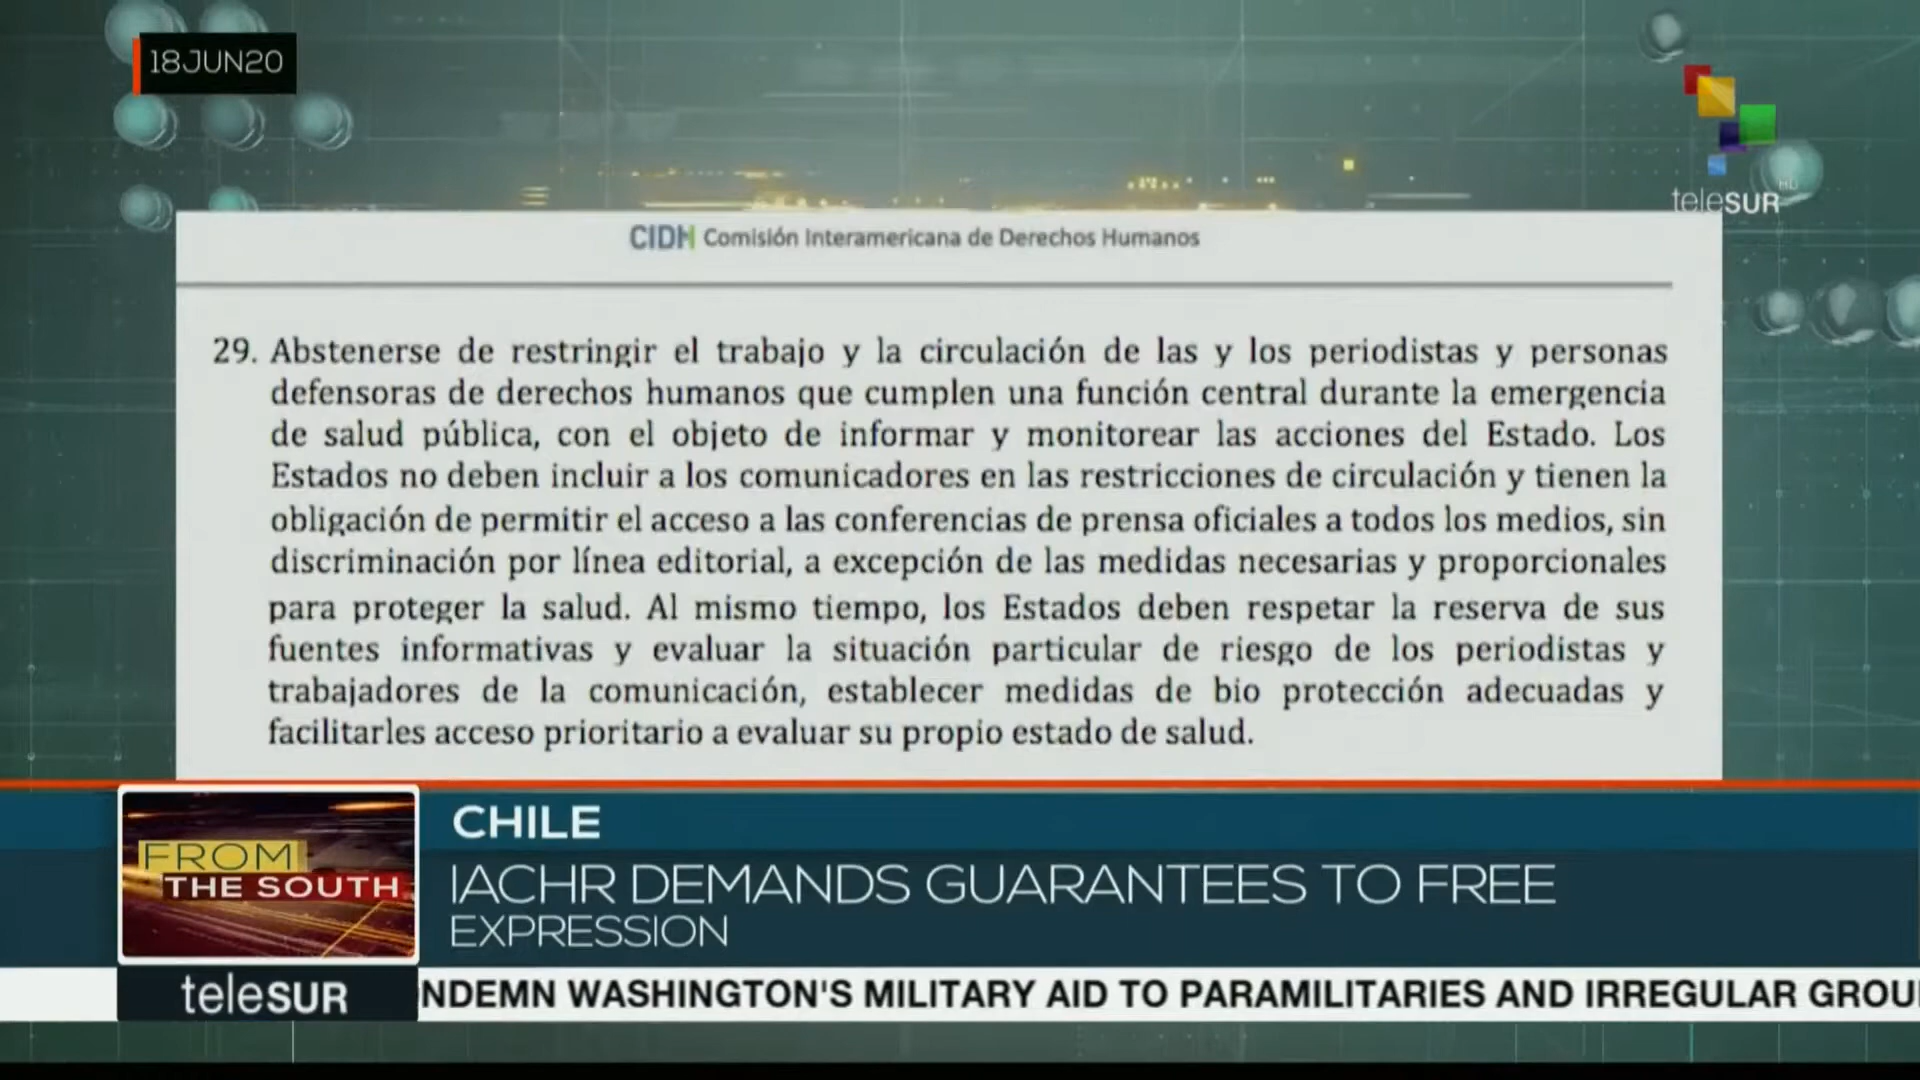 18JUN20
teleSUR HD
CIDH Comisión Interamericana de Derechos Humanos
29. Abstenerse de restringir el trabajo y la circulación de las y los periodistas y personas
defensoras de derechos humanos que cumplen una función central durante la emergencia
de salud pública, con el objeto de informar y monitorear las acciones del Estado. Los
Estados no deben incluir a los comunicadores en las restricciones de circulación y tienen la
obligación de permitir el acceso a las conferencias de prensa oficiales a todos los medios, sin
discriminación por línea editorial, a excepción de las medidas necesarias y proporcionales
para proteger la salud. Al mismo tiempo, los Estados deben respetar la reserva de sus
fuentes informativas y evaluar la situación particular de riesgo de los periodistas y
trabajadores de la comunicación, establecer medidas de bio protección adecuadas y
facilitarles acceso prioritario a evaluar su propio estado de salud.
FROM
THE SOUTH
CHILE
IACHR DEMANDS GUARANTEES TO FREE
EXPRESSION
teleSUR
NDEMN WASHINGTON'S MILITARY AID TO PARAMILITARIES AND IRREGULAR GROU